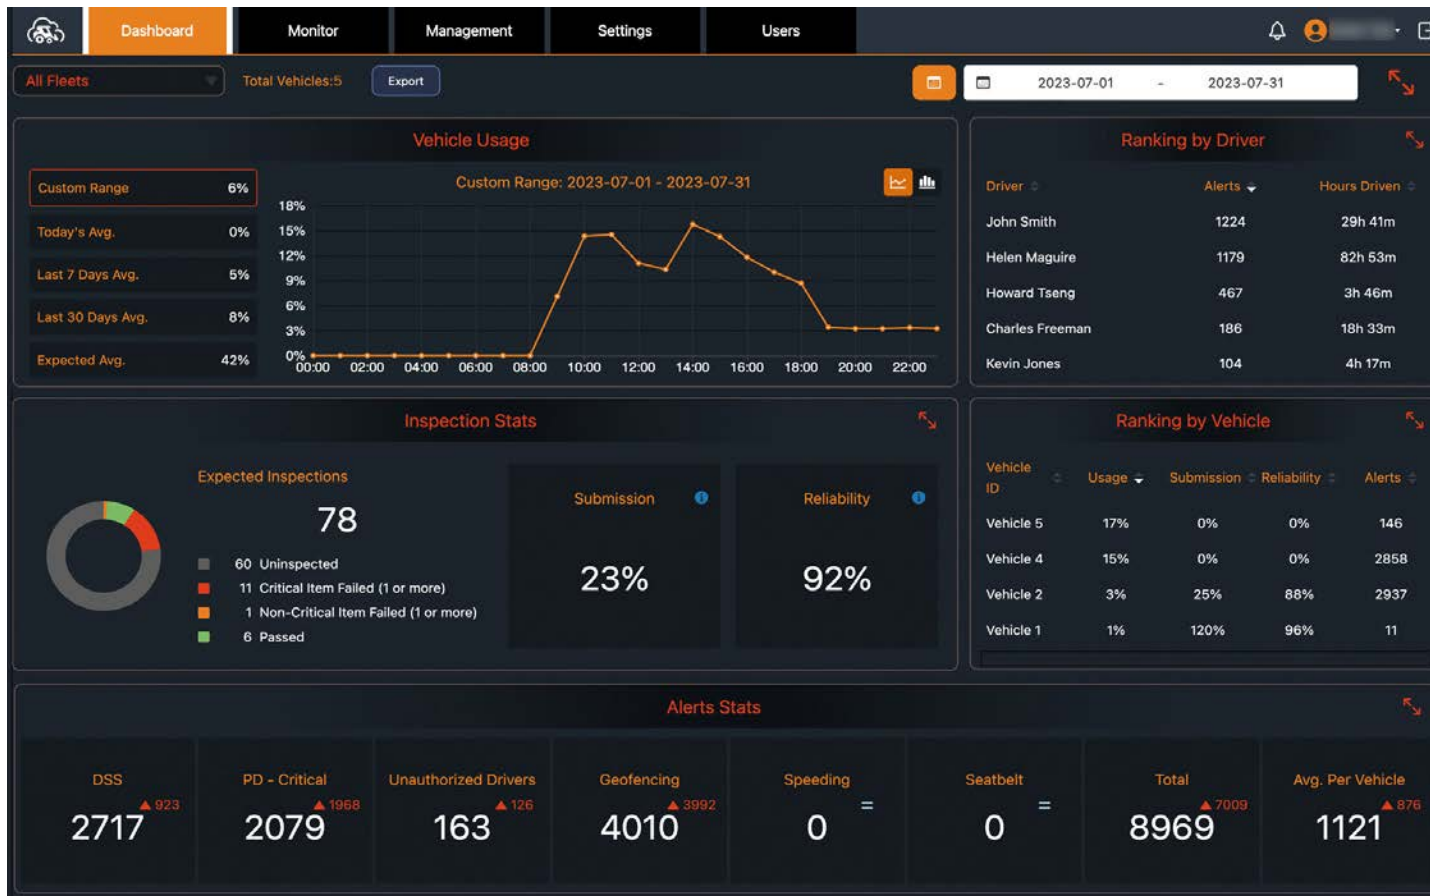 Dashboard Monitor Management Settings Users
All Fleets Total Vehicles:5 Export 2023-07-01 - 2023-07-31
Vehicle Usage
Custom Range 6%
Today's Avg. 0%
Last 7 Days Avg. 5%
Last 30 Days Avg. 8%
Expected Avg. 42%
Custom Range: 2023-07-01 - 2023-07-31
18%
15%
12%
9%
6%
3%
0%
00:00 02:00 04:00 06:00 08:00 10:00 12:00 14:00 16:00 18:00 20:00 22:00
Ranking by Driver
Driver Alerts Hours Driven
John Smith 1224 29h 41m
Helen Maguire 1179 82h 53m
Howard Tseng 467 3h 46m
Charles Freeman 186 18h 33m
Kevin Jones 104 4h 17m
Inspection Stats
Expected Inspections
78
60 Uninspected
11 Critical Item Failed (1 or more)
1 Non-Critical Item Failed (1 or more)
6 Passed
Submission
23%
Reliability
92%
Ranking by Vehicle
Vehicle
ID Usage Submission Reliability Alerts
Vehicle 5 17% 0% 0% 146
Vehicle 4 15% 0% 0% 2858
Vehicle 2 3% 25% 88% 2937
Vehicle 1 1% 120% 96% 11
Alerts Stats
DSS PD - Critical Unauthorized Drivers Geofencing Speeding Seatbelt Total Avg. Per Vehicle
▲ 923 ▲ 1968 ▲ 126 ▲ 3992 = = ▲ 7009 ▲ 876
2717 2079 163 4010 0 0 8969 1121